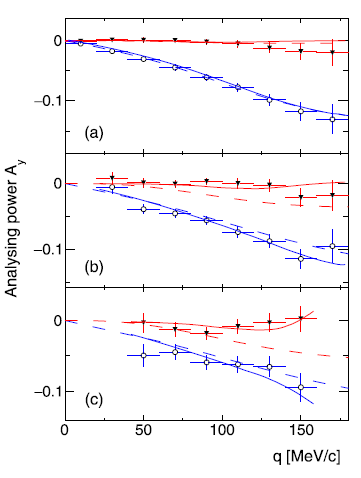 0
−0.1
(a)
0
−0.1
(b)
0
−0.1
(c)
Analysing power A_y
0 50 100 150
q [MeV/c]